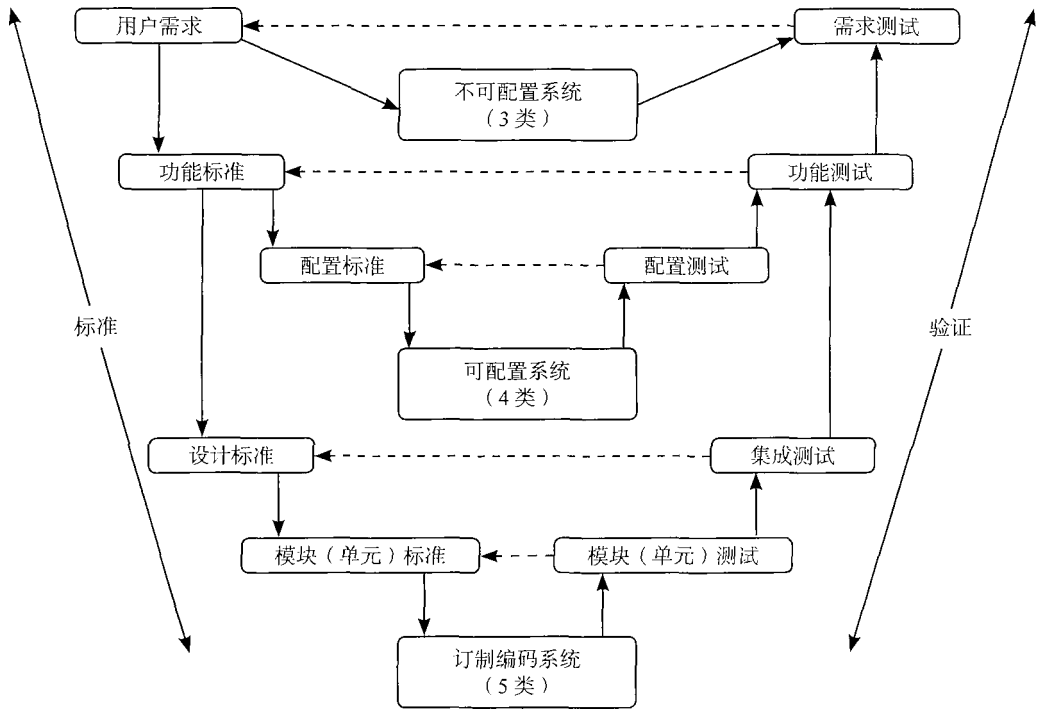 用户需求
需求测试
不可配置系统
（3 类）
功能标准
功能测试
配置标准
配置测试
标准
验证
可配置系统
（4 类）
设计标准
集成测试
模块（单元）标准
模块（单元）测试
订制编码系统
（5 类）